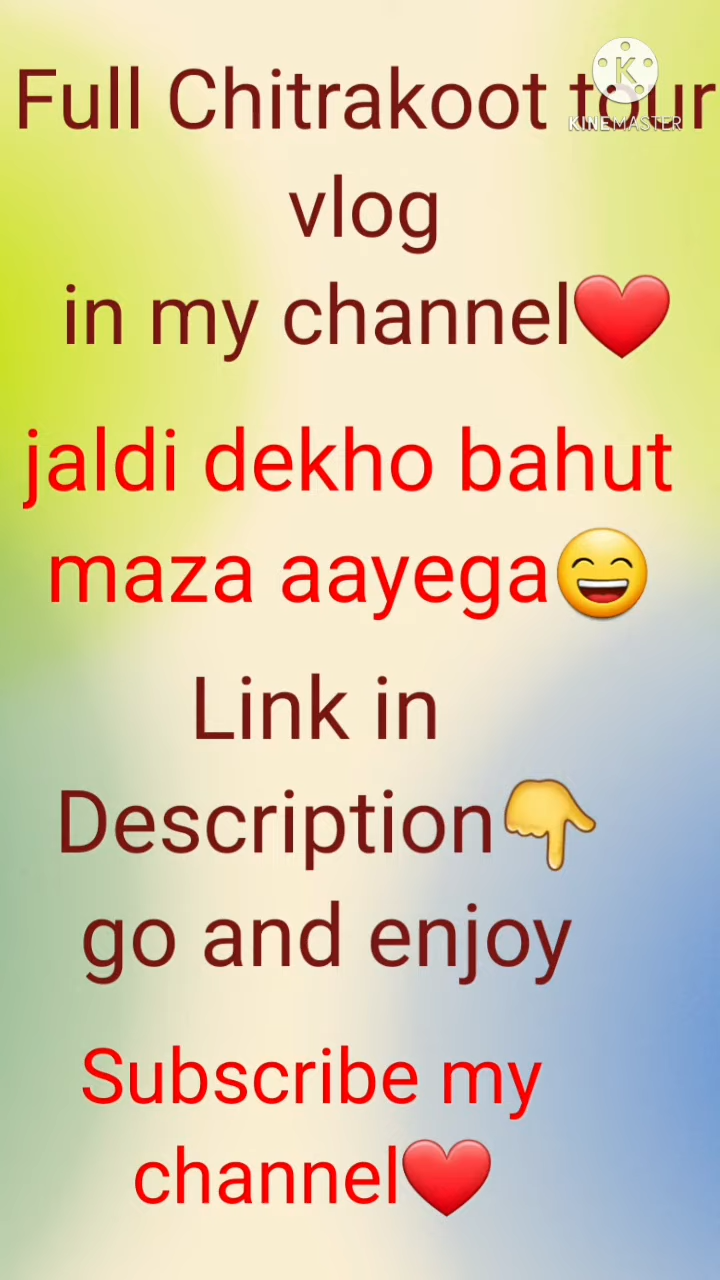 Full Chitrakoot tour
KINEMASTER
vlog
in my channel❤️
jaldi dekho bahut
maza aayega😄
Link in
Description👇
go and enjoy
Subscribe my
channel❤️